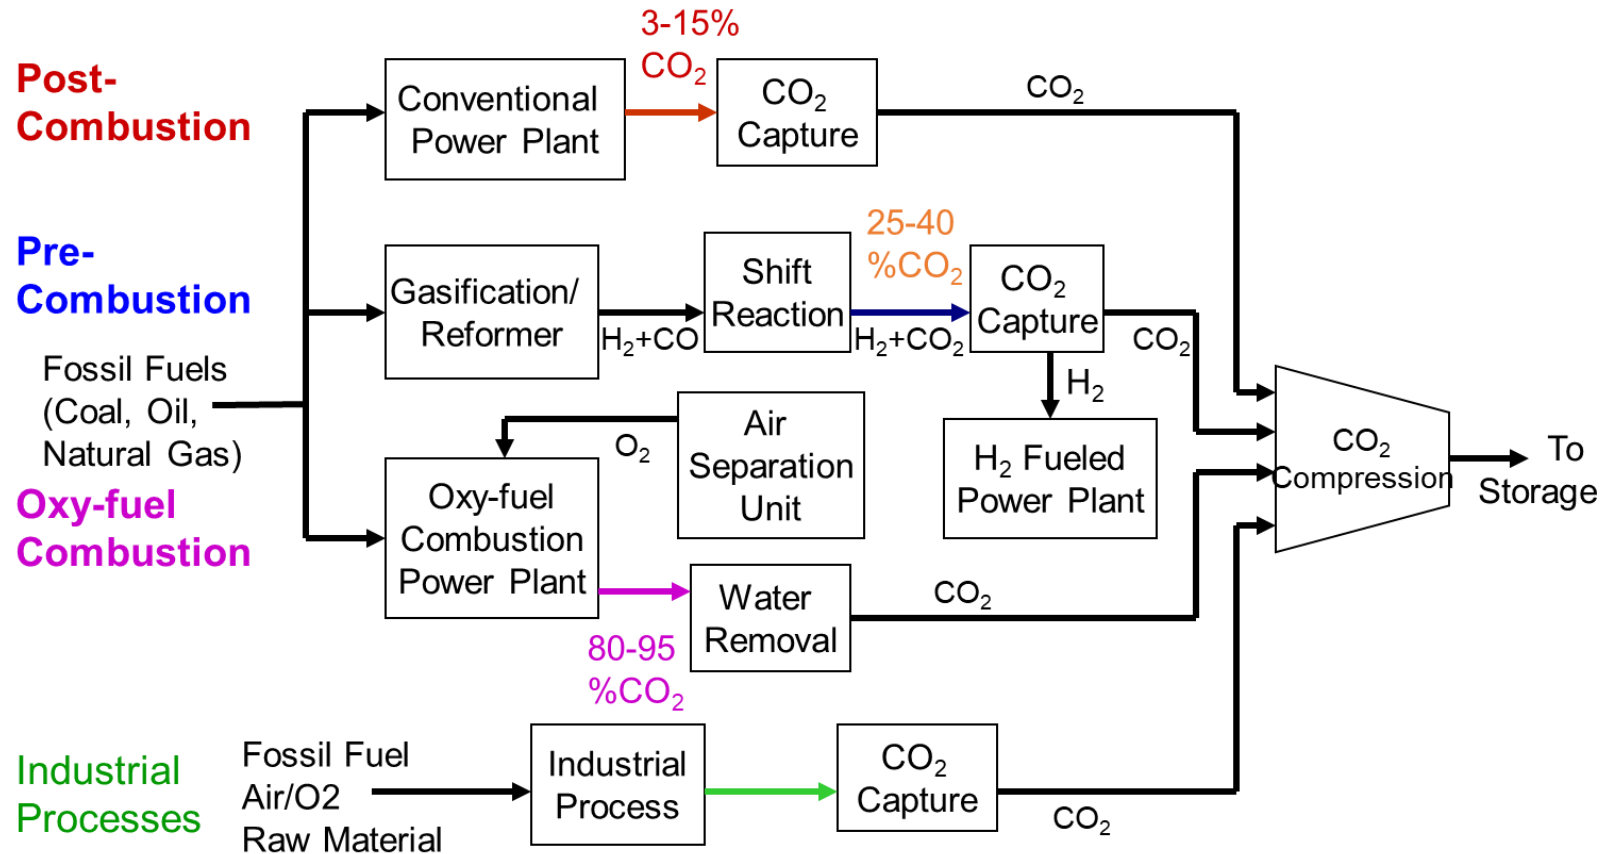 Post-
Combustion
Conventional
Power Plant
3-15%
CO₂
CO₂
Capture
CO₂
Pre-
Combustion
Gasification/
Reformer
H₂+CO
Shift
Reaction
25-40
%CO₂
H₂+CO₂
CO₂
Capture
CO₂
H₂
H₂ Fueled
Power Plant
Fossil Fuels
(Coal, Oil,
Natural Gas)
Oxy-fuel
Combustion
Oxy-fuel
Combustion
Power Plant
O₂
Air
Separation
Unit
80-95
%CO₂
Water
Removal
CO₂
CO₂
Compression
To
Storage
Industrial
Processes
Fossil Fuel
Air/O2
Raw Material
Industrial
Process
CO₂
Capture
CO₂